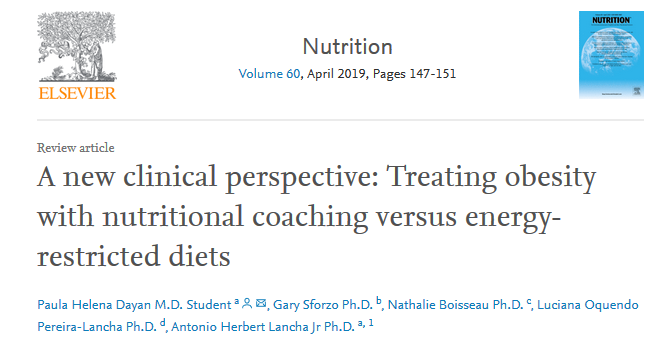 Nutrition
Volume 60, April 2019, Pages 147-151
ELSEVIER
NUTRITION
Review article
A new clinical perspective: Treating obesity
with nutritional coaching versus energy-
restricted diets
Paula Helena Dayan M.D. Student a, Gary Sforzo Ph.D. b, Nathalie Boisseau Ph.D. c, Luciana Oquendo
Pereira-Lancha Ph.D. d, Antonio Herbert Lancha Jr Ph.D. a, 1